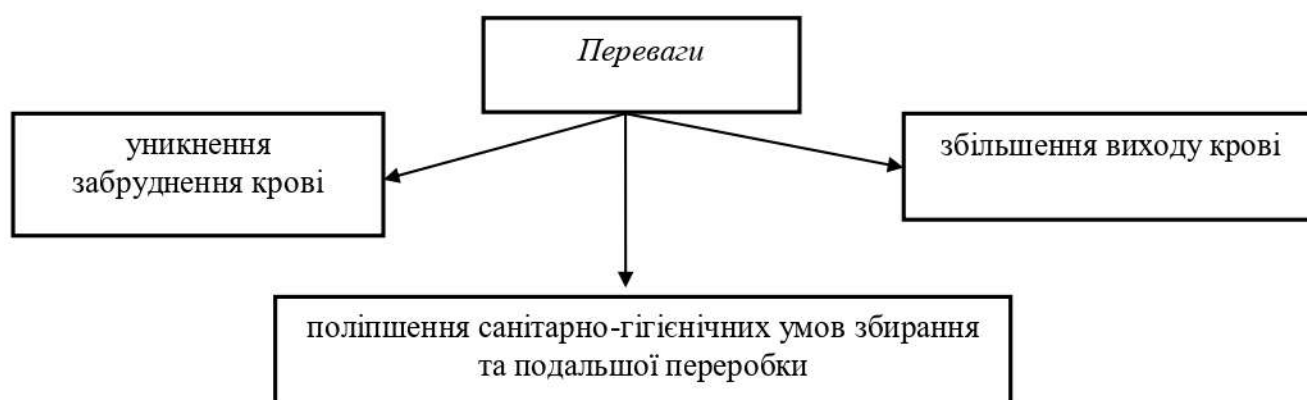 Переваги
уникнення
забруднення крові
збільшення виходу крові
поліпшення санітарно-гігієнічних умов збирання
та подальшої переробки